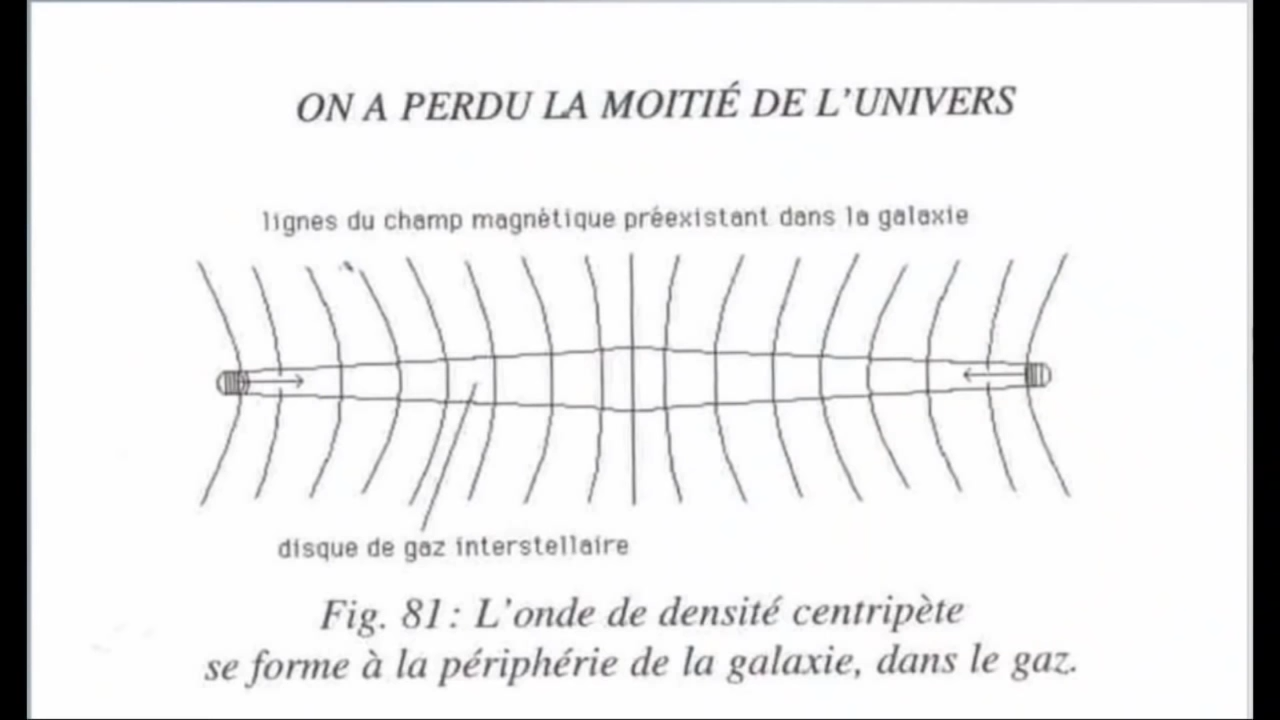 ON A PERDU LA MOITIÉ DE L'UNIVERS
lignes du champ magnètique préexistant dans la galaxie
disque de gaz interstellaire
Fig. 81 : L'onde de densité centripète
se forme à la périphérie de la galaxie, dans le gaz.